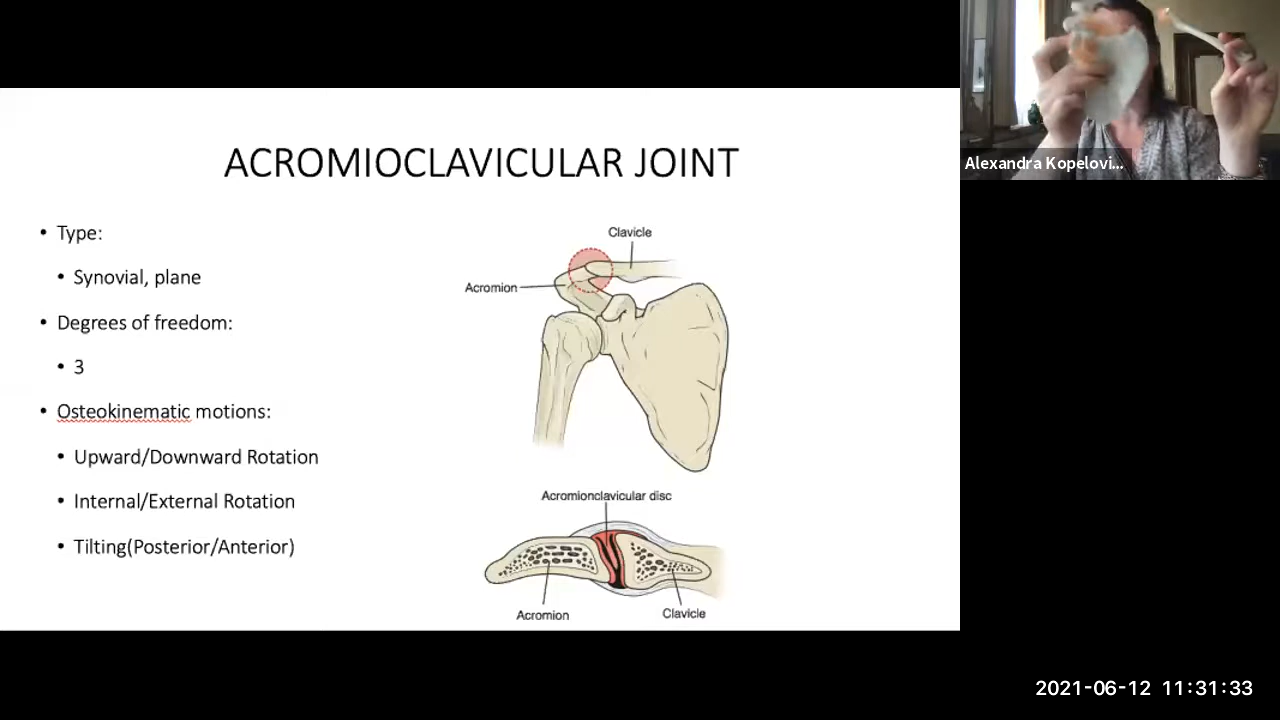 ACROMIOCLAVICULAR JOINT
• Type:
• Synovial, plane
• Degrees of freedom:
• 3
• Osteokinematic motions:
• Upward/Downward Rotation
• Internal/External Rotation
• Tilting(Posterior/Anterior)
Clavicle
Acromion
Acromionclavicular disc
Acromion
Clavicle
Alexandra Kopelovi...
2021-06-12 11:31:33